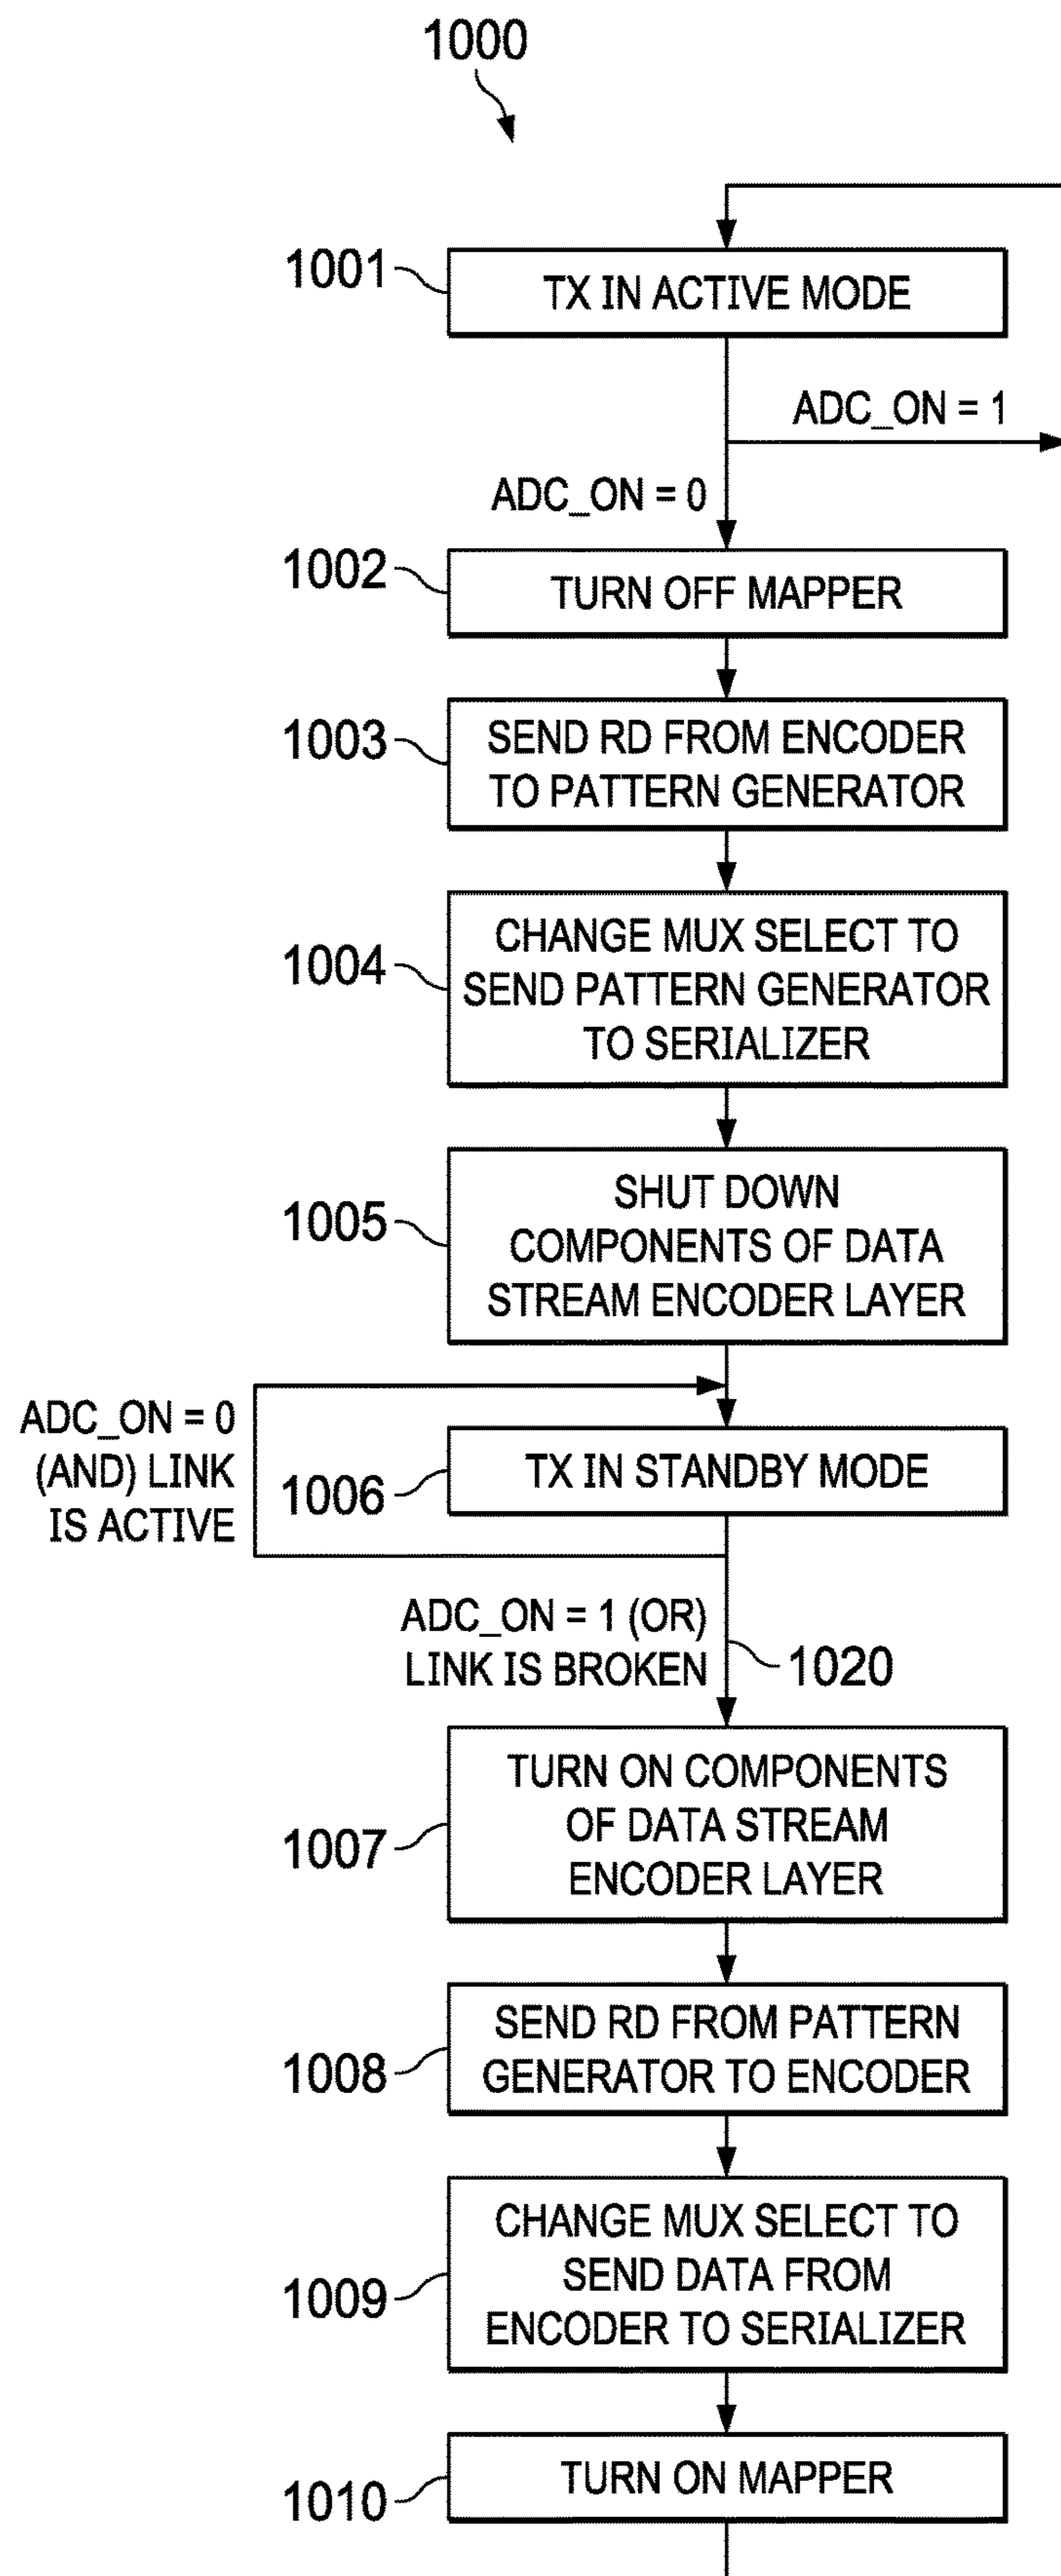 1000
1001
TX IN ACTIVE MODE
ADC_ON = 1
ADC_ON = 0
1002
TURN OFF MAPPER
1003
SEND RD FROM ENCODER
TO PATTERN GENERATOR
1004
CHANGE MUX SELECT TO
SEND PATTERN GENERATOR
TO SERIALIZER
1005
SHUT DOWN
COMPONENTS OF DATA
STREAM ENCODER LAYER
ADC_ON = 0
(AND) LINK
IS ACTIVE
1006
TX IN STANDBY MODE
ADC_ON = 1 (OR)
LINK IS BROKEN
1020
1007
TURN ON COMPONENTS
OF DATA STREAM
ENCODER LAYER
1008
SEND RD FROM PATTERN
GENERATOR TO ENCODER
1009
CHANGE MUX SELECT TO
SEND DATA FROM
ENCODER TO SERIALIZER
1010
TURN ON MAPPER